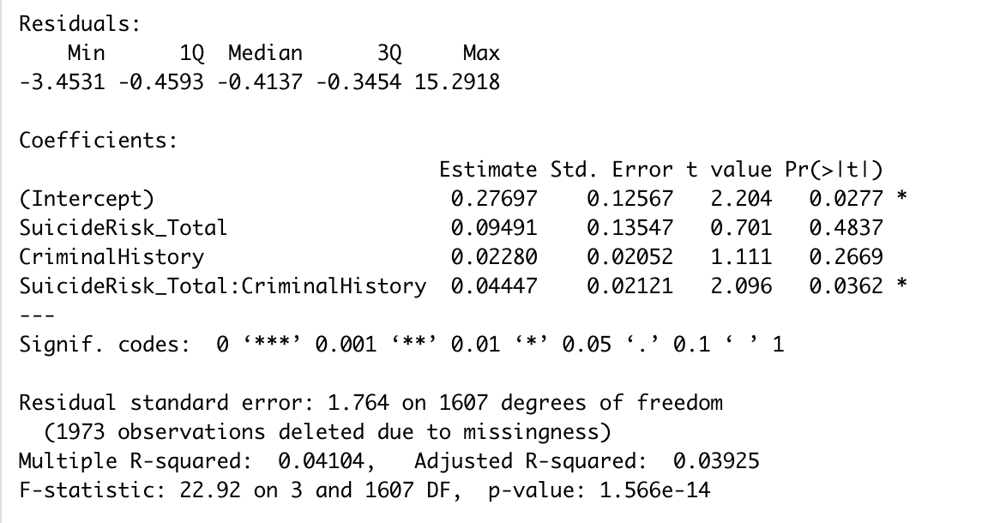 Residuals:
    Min      1Q  Median      3Q     Max
-3.4531 -0.4593 -0.4137 -0.3454 15.2918
Coefficients:
                                 Estimate Std. Error t value Pr(>|t|)
(Intercept)                       0.27697    0.12567   2.204   0.0277 *
SuicideRisk_Total                 0.09491    0.13547   0.701   0.4837
CriminalHistory                   0.02280    0.02052   1.111   0.2669
SuicideRisk_Total:CriminalHistory  0.04447    0.02121   2.096   0.0362 *
---
Signif. codes:  0 ‘***’ 0.001 ‘**’ 0.01 ‘*’ 0.05 ‘.’ 0.1 ‘ ’ 1
Residual standard error: 1.764 on 1607 degrees of freedom
  (1973 observations deleted due to missingness)
Multiple R-squared:  0.04104,   Adjusted R-squared:  0.03925
F-statistic: 22.92 on 3 and 1607 DF,  p-value: 1.566e-14